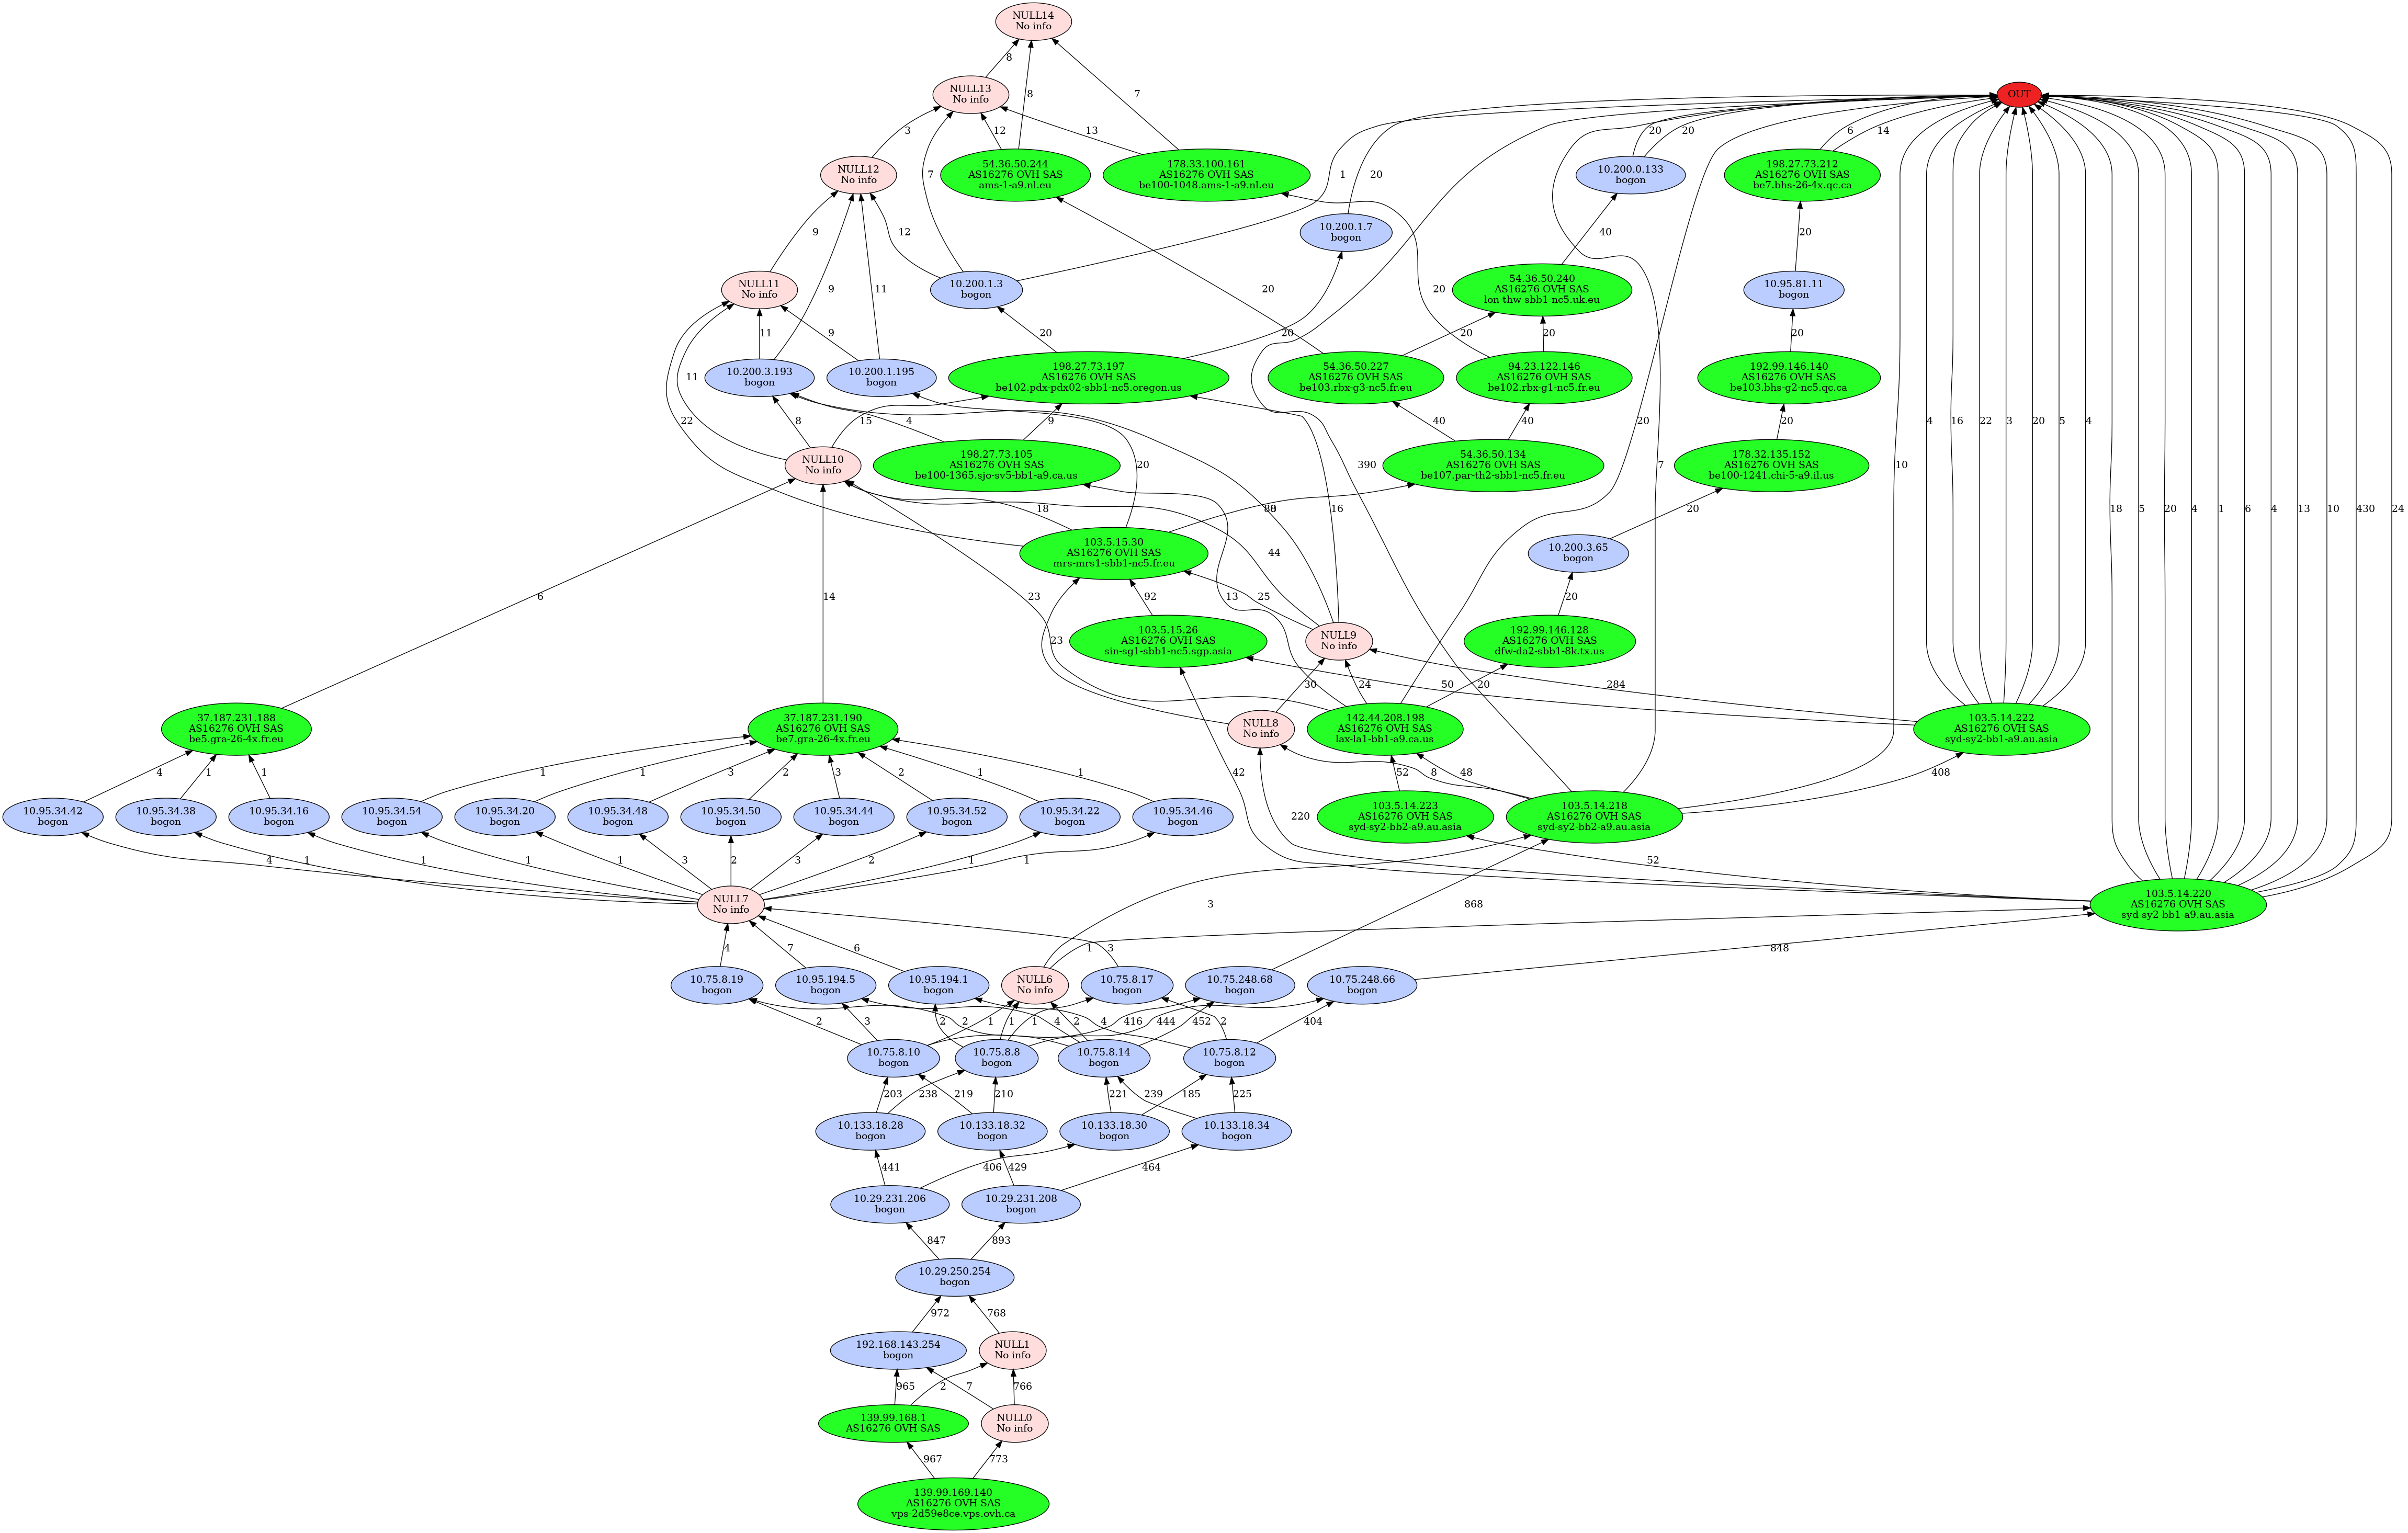 NULL14
No info
8
NULL13
No info
8
7
OUT
3
12
13
20
20
6
14
NULL12
No info
7
54.36.50.244
AS16276 OVH SAS
ams-1-a9.nl.eu
178.33.100.161
AS16276 OVH SAS
be100-1048.ams-1-a9.nl.eu
1
20
10.200.0.133
bogon
198.27.73.212
AS16276 OVH SAS
be7.bhs-26-4x.qc.ca
9
12
10.200.1.7
bogon
40
20
NULL11
No info
9
11
10.200.1.3
bogon
20
20
54.36.50.240
AS16276 OVH SAS
lon-thw-sbb1-nc5.uk.eu
10.95.81.11
bogon
11
9
20
20
20
20
20
11
10.200.3.193
bogon
10.200.1.195
bogon
198.27.73.197
AS16276 OVH SAS
be102.pdx-pdx02-sbb1-nc5.oregon.us
54.36.50.227
AS16276 OVH SAS
be103.rbx-g3-nc5.fr.eu
94.23.122.146
AS16276 OVH SAS
be102.rbx-g1-nc5.fr.eu
192.99.146.140
AS16276 OVH SAS
be103.bhs-g2-nc5.qc.ca
22
8
15
4
9
40
40
20
20
4
16
22
3
20
5
4
NULL10
No info
198.27.73.105
AS16276 OVH SAS
be100-1365.sjo-sv5-bb1-a9.ca.us
20
390
54.36.50.134
AS16276 OVH SAS
be107.par-th2-sbb1-nc5.fr.eu
7
178.32.135.152
AS16276 OVH SAS
be100-1241.chi-5-a9.il.us
10
18
80
16
20
18
5
20
4
1
6
4
13
10
430
24
103.5.15.30
AS16276 OVH SAS
mrs-mrs1-sbb1-nc5.fr.eu
44
10.200.3.65
bogon
6
14
23
92
13
25
20
23
103.5.15.26
AS16276 OVH SAS
sin-sg1-sbb1-nc5.sgp.asia
NULL9
No info
192.99.146.128
AS16276 OVH SAS
dfw-da2-sbb1-8k.tx.us
30
24
50
20
284
37.187.231.188
AS16276 OVH SAS
be5.gra-26-4x.fr.eu
37.187.231.190
AS16276 OVH SAS
be7.gra-26-4x.fr.eu
NULL8
No info
142.44.208.198
AS16276 OVH SAS
lax-la1-bb1-a9.ca.us
103.5.14.222
AS16276 OVH SAS
syd-sy2-bb1-a9.au.asia
4
1
1
1
1
3
2
3
2
1
1
42
52
8
48
408
10.95.34.42
bogon
10.95.34.38
bogon
10.95.34.16
bogon
10.95.34.54
bogon
10.95.34.20
bogon
10.95.34.48
bogon
10.95.34.50
bogon
10.95.34.44
bogon
10.95.34.52
bogon
10.95.34.22
bogon
10.95.34.46
bogon
220
103.5.14.223
AS16276 OVH SAS
syd-sy2-bb2-a9.au.asia
103.5.14.218
AS16276 OVH SAS
syd-sy2-bb2-a9.au.asia
4
1
1
1
1
3
2
3
2
1
1
52
NULL7
No info
3
868
103.5.14.220
AS16276 OVH SAS
syd-sy2-bb1-a9.au.asia
4
7
6
1
3
848
10.75.8.19
bogon
10.95.194.5
bogon
10.95.194.1
bogon
NULL6
No info
10.75.8.17
bogon
10.75.248.68
bogon
10.75.248.66
bogon
2
3
2
2
1
1
1
4
2
4
416
444
452
2
404
10.75.8.10
bogon
10.75.8.8
bogon
10.75.8.14
bogon
10.75.8.12
bogon
203
238
219
210
221
239
185
225
10.133.18.28
bogon
10.133.18.32
bogon
10.133.18.30
bogon
10.133.18.34
bogon
441
406
429
464
10.29.231.206
bogon
10.29.231.208
bogon
847
893
10.29.250.254
bogon
972
768
192.168.143.254
bogon
NULL1
No info
965
2
7
766
139.99.168.1
AS16276 OVH SAS
NULL0
No info
967
773
139.99.169.140
AS16276 OVH SAS
vps-2d59e8ce.vps.ovh.ca